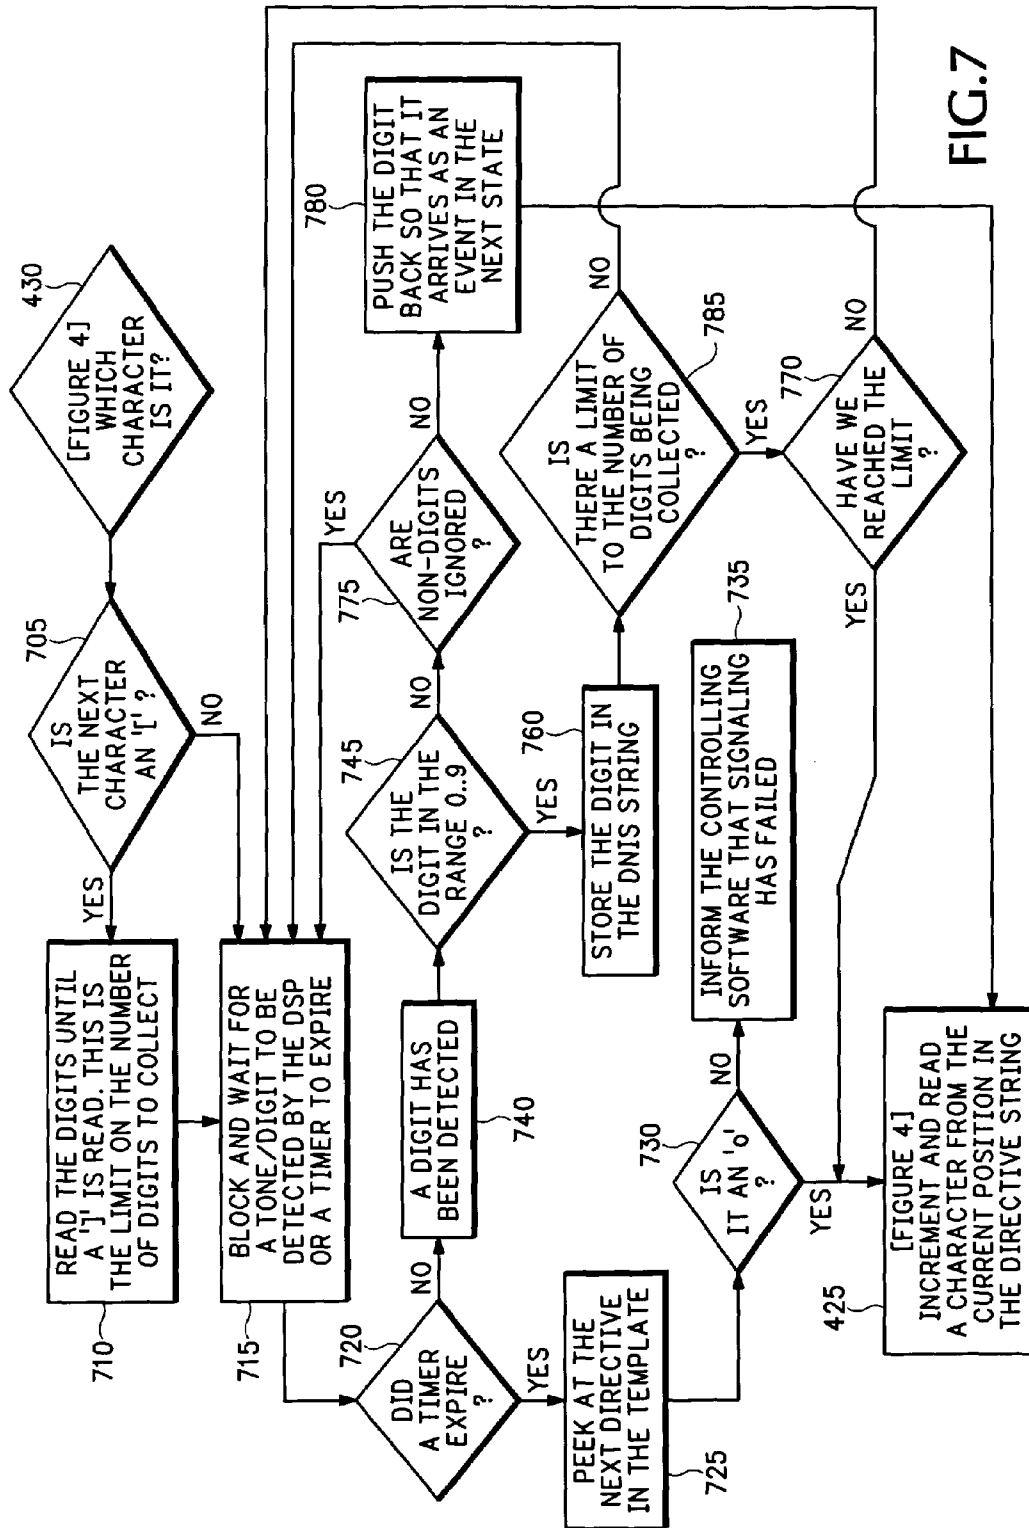 430
[FIGURE 4]
WHICH
CHARACTER
IS IT?
705
IS
THE NEXT
CHARACTER
AN '[' ?
YES
NO
READ THE DIGITS UNTIL
A ']' IS READ. THIS IS
THE LIMIT ON THE NUMBER
OF DIGITS TO COLLECT
710
BLOCK AND WAIT FOR
A TONE/DIGIT TO BE
DETECTED BY THE DSP
OR A TIMER TO EXPIRE
715
720
DID
A TIMER
EXPIRE
?
NO
YES
A DIGIT HAS
BEEN DETECTED
740
745
IS THE
DIGIT IN THE
RANGE 0..9
?
NO
YES
775
ARE
NON-DIGITS
IGNORED
?
YES
NO
780
PUSH THE DIGIT
BACK SO THAT IT
ARRIVES AS AN
EVENT IN THE
NEXT STATE
760
STORE THE DIGIT IN
THE DNIS STRING
IS
THERE A LIMIT
TO THE NUMBER OF
DIGITS BEING
COLLECTED
?
785
NO
YES
770
HAVE WE
REACHED THE
LIMIT
?
NO
YES
PEEK AT THE
NEXT DIRECTIVE
IN THE TEMPLATE
725
730
IS
IT AN 'o'
?
NO
YES
735
INFORM THE CONTROLLING
SOFTWARE THAT SIGNALING
HAS FAILED
425
[FIGURE 4]
INCREMENT AND READ
A CHARACTER FROM THE
CURRENT POSITION IN
THE DIRECTIVE STRING
FIG.7